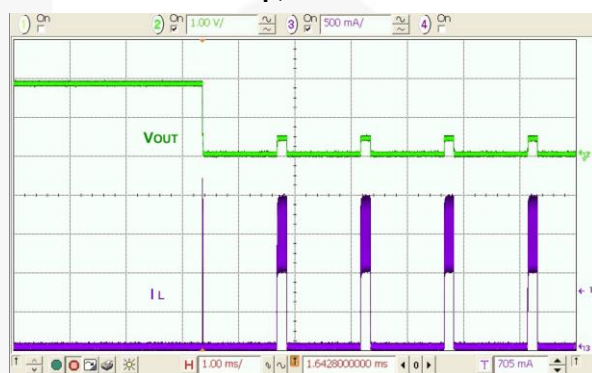 1 On 2 On 1.00 V/ 3 On 500 mA/ 4 On
VOUT
IL
H 1.00 ms/ 1.6428000000 ms 0 T 705 mA